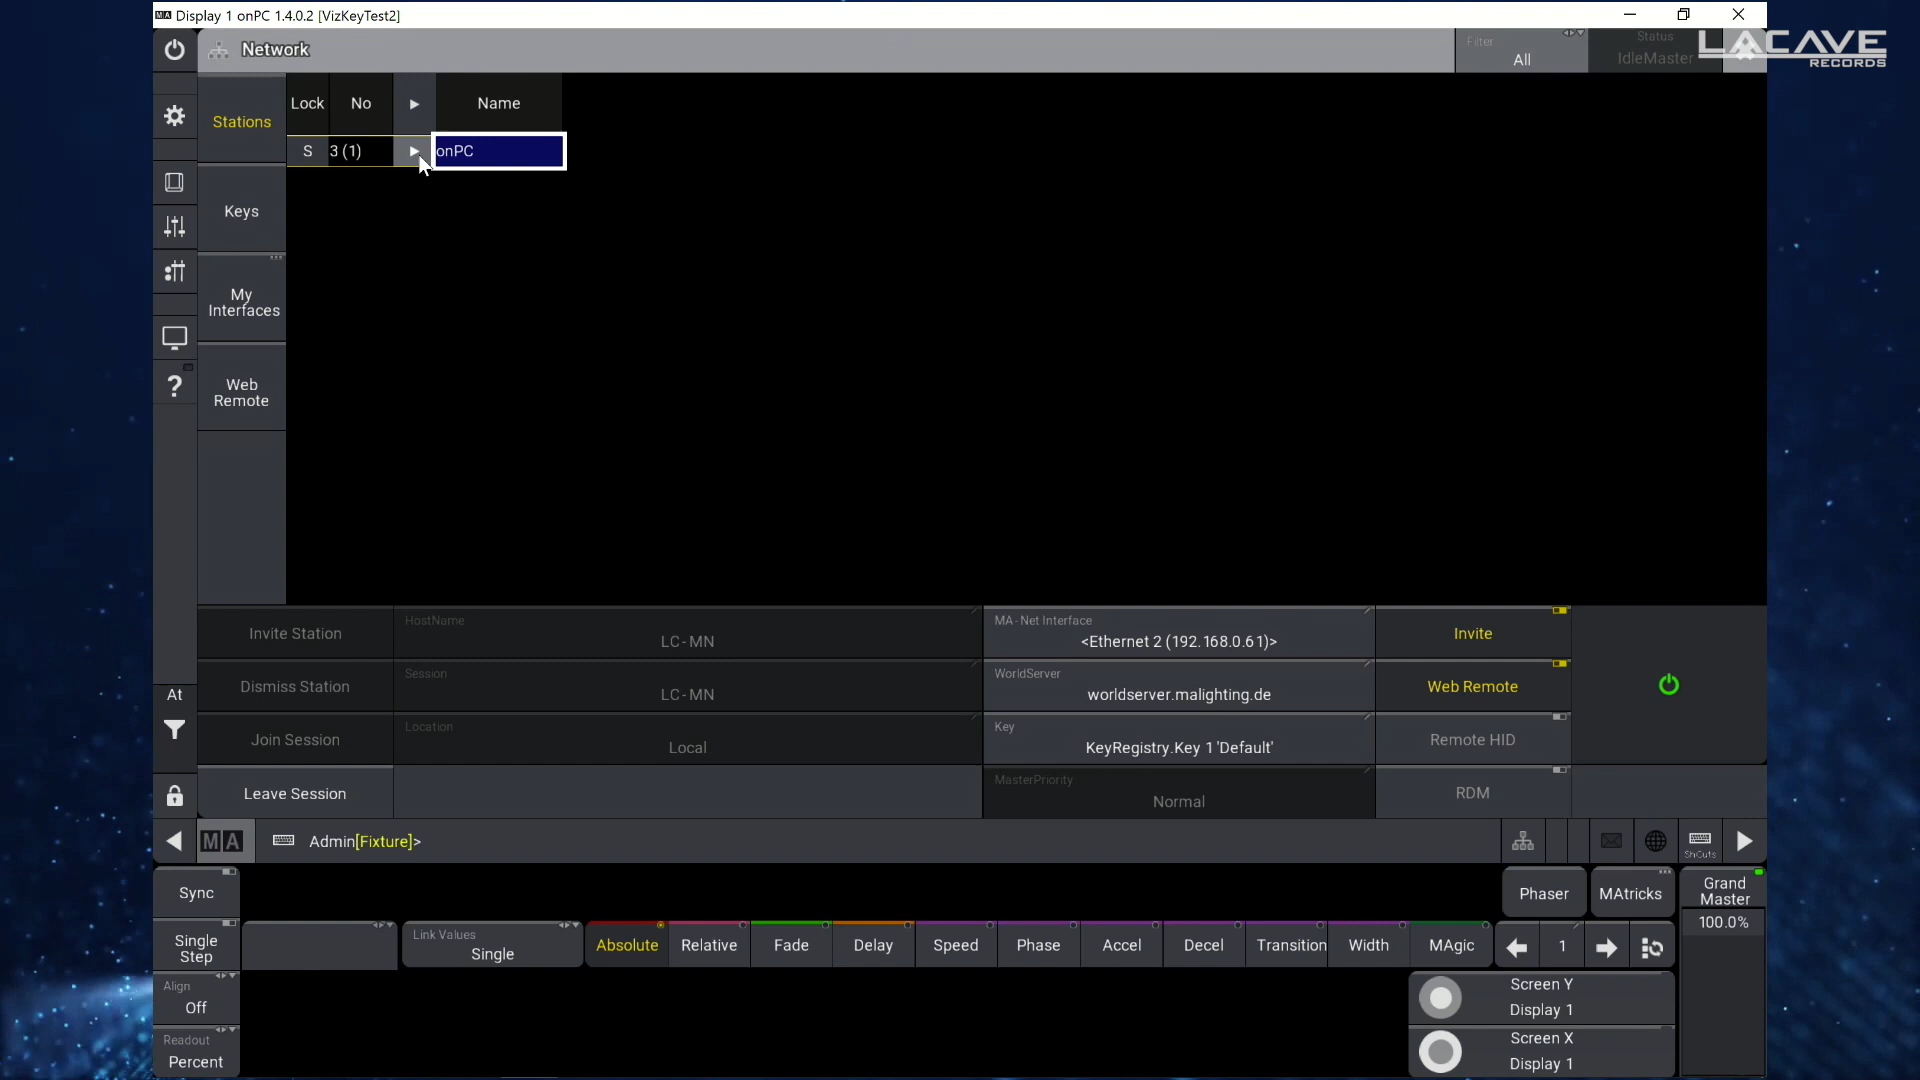 MA Display 1 onPC 1.4.0.2 [VizKeyTest2]
Network
Filter
All
Status
IdleMaster
LACAVE
RECORDS
Stations
Lock No Name
S 3 (1) onPC
Keys
My
Interfaces
Web
Remote
?
Invite Station
HostName
LC-MN
MA-Net Interface
<Ethernet 2 (192.168.0.61)>
Invite
Dismiss Station
Session
LC-MN
WorldServer
worldserver.malighting.de
Web Remote
At
Join Session
Location
Local
Key
KeyRegistry.Key 1 'Default'
Remote HID
Leave Session
MasterPriority
Normal
RDM
MA Admin[Fixture]>
ShCuts
Sync
Phaser
MAtricks
Grand
Master
100.0%
Single
Step
Link Values
Single
Absolute
Relative
Fade
Delay
Speed
Phase
Accel
Decel
Transition
Width
MAgic
1
Align
Off
Screen Y
Display 1
Readout
Percent
Screen X
Display 1